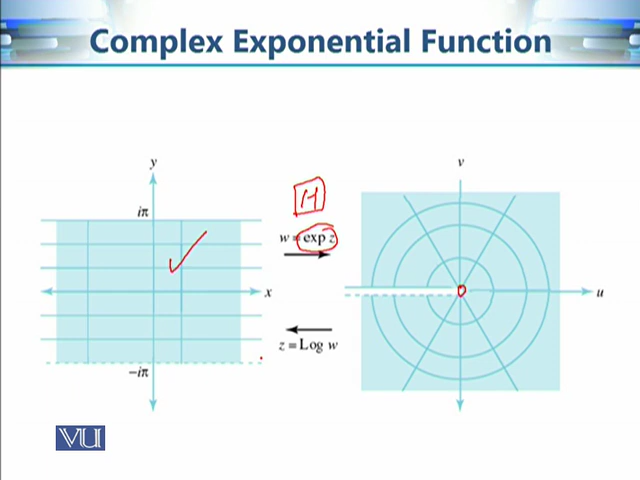 Complex Exponential Function
y
v
iπ
H
w = exp z
x
u
z = Log w
−iπ
VU